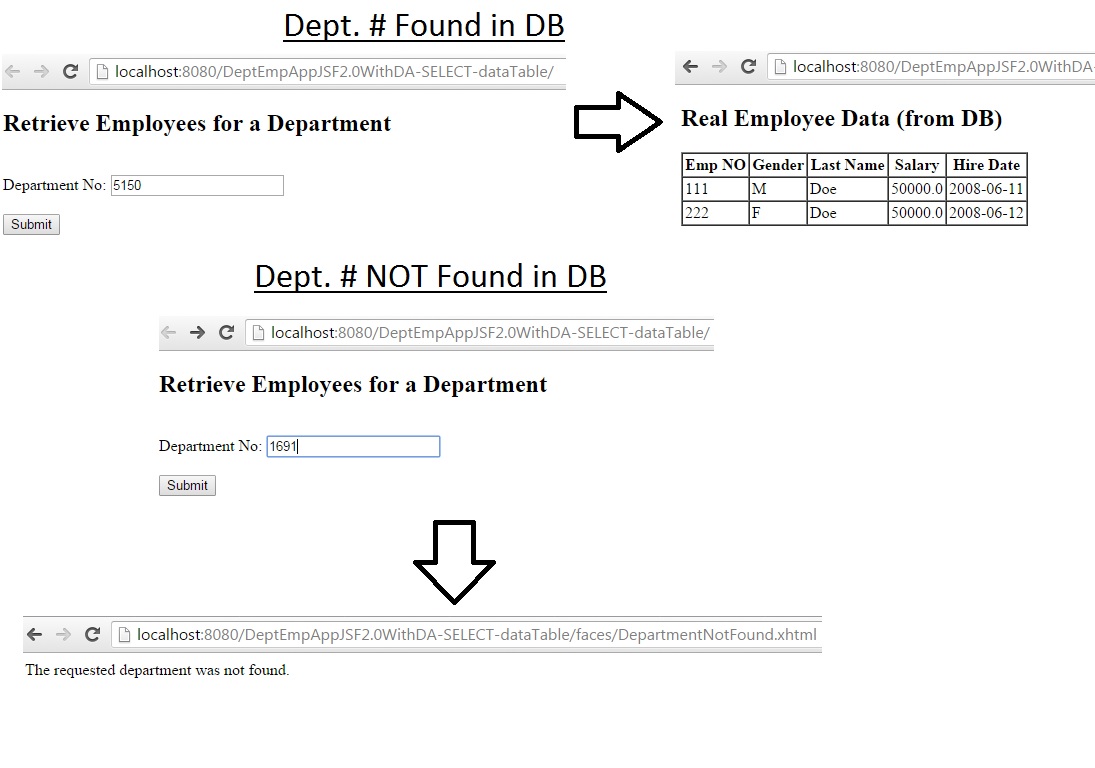 Dept. # Found in DB
localhost:8080/DeptEmpAppJSF2.0WithDA-SELECT-dataTable/
Retrieve Employees for a Department
Department No: 5150
Submit
localhost:8080/DeptEmpAppJSF2.0WithDA-
Real Employee Data (from DB)
Emp NO Gender Last Name Salary Hire Date
111 M Doe 50000.0 2008-06-11
222 F Doe 50000.0 2008-06-12
Dept. # NOT Found in DB
localhost:8080/DeptEmpAppJSF2.0WithDA-SELECT-dataTable/
Retrieve Employees for a Department
Department No: 1691
Submit
localhost:8080/DeptEmpAppJSF2.0WithDA-SELECT-dataTable/faces/DepartmentNotFound.xhtml
The requested department was not found.